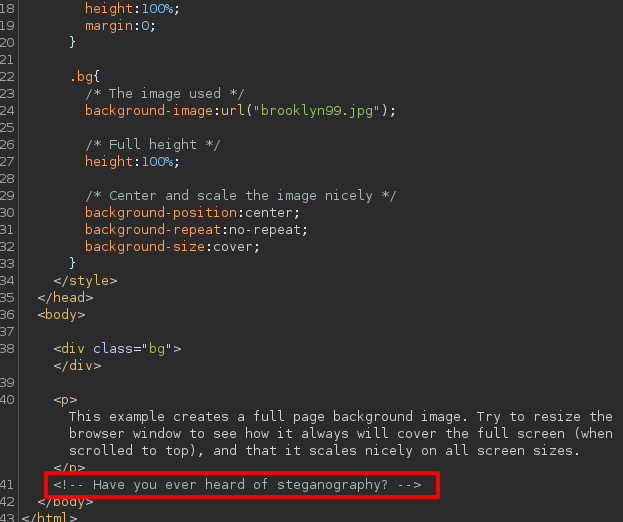 18 height:100%;
19 margin:0;
20 }
21
22 .bg{
23 /* The image used */
24 background-image:url("brooklyn99.jpg");
25
26 /* Full height */
27 height:100%;
28
29 /* Center and scale the image nicely */
30 background-position:center;
31 background-repeat:no-repeat;
32 background-size:cover;
33 }
34 </style>
35 </head>
36 <body>
37
38 <div class="bg">
</div>
39
40 <p>
This example creates a full page background image. Try to resize the
browser window to see how it always will cover the full screen (when
scrolled to top), and that it scales nicely on all screen sizes.
</p>
41 <!-- Have you ever heard of steganography? -->
42 </body>
43 </html>